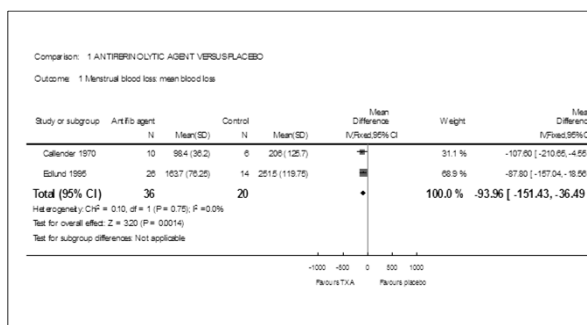 Comparison: 1 ANTIFIBRINOLYTIC AGENT VERSUS PLACEBO
Outcome: 1 Menstrual blood loss: mean blood loss
Study or subgroup Antifib agent Control Mean Difference Weight Mean Difference
N Mean(SD) N Mean(SD) IV,Fixed,95% CI IV,Fixed,95% CI
Callender 1970 10 98.4 (36.2) 6 206 (125.7) 31.1 % -107.60 [ -210.65, -4.55
Edlund 1995 26 163.7 (76.25) 14 251.5 (119.75) 68.9 % -87.80 [ -157.04, -18.56
Total (95% CI) 36 20 100.0 % -93.96 [ -151.43, -36.49
Heterogeneity: Chi² = 0.10, df = 1 (P = 0.75); I² =0.0%
Test for overall effect: Z = 3.20 (P = 0.0014)
Test for subgroup differences: Not applicable
-1000 -500 0 500 1000
Favours TXA Favours placebo